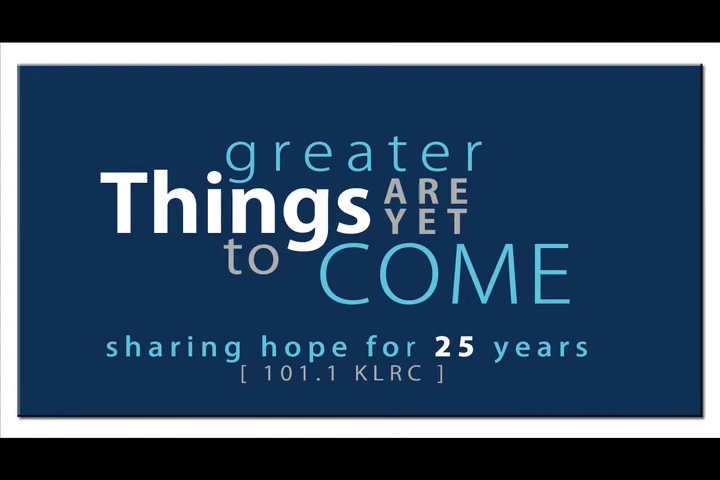 greater
Things ARE YET
to COME
sharing hope for 25 years
[ 101.1 KLRC ]